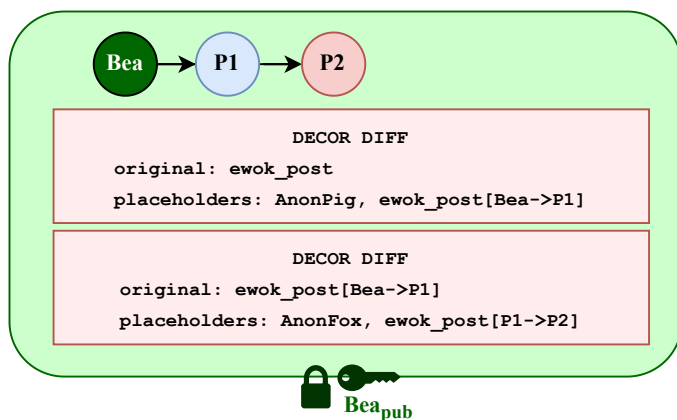 Bea P1 P2
DECOR DIFF
original: ewok_post
placeholders: AnonPig, ewok_post[Bea->P1]
DECOR DIFF
original: ewok_post[Bea->P1]
placeholders: AnonFox, ewok_post[P1->P2]
Bea_pub